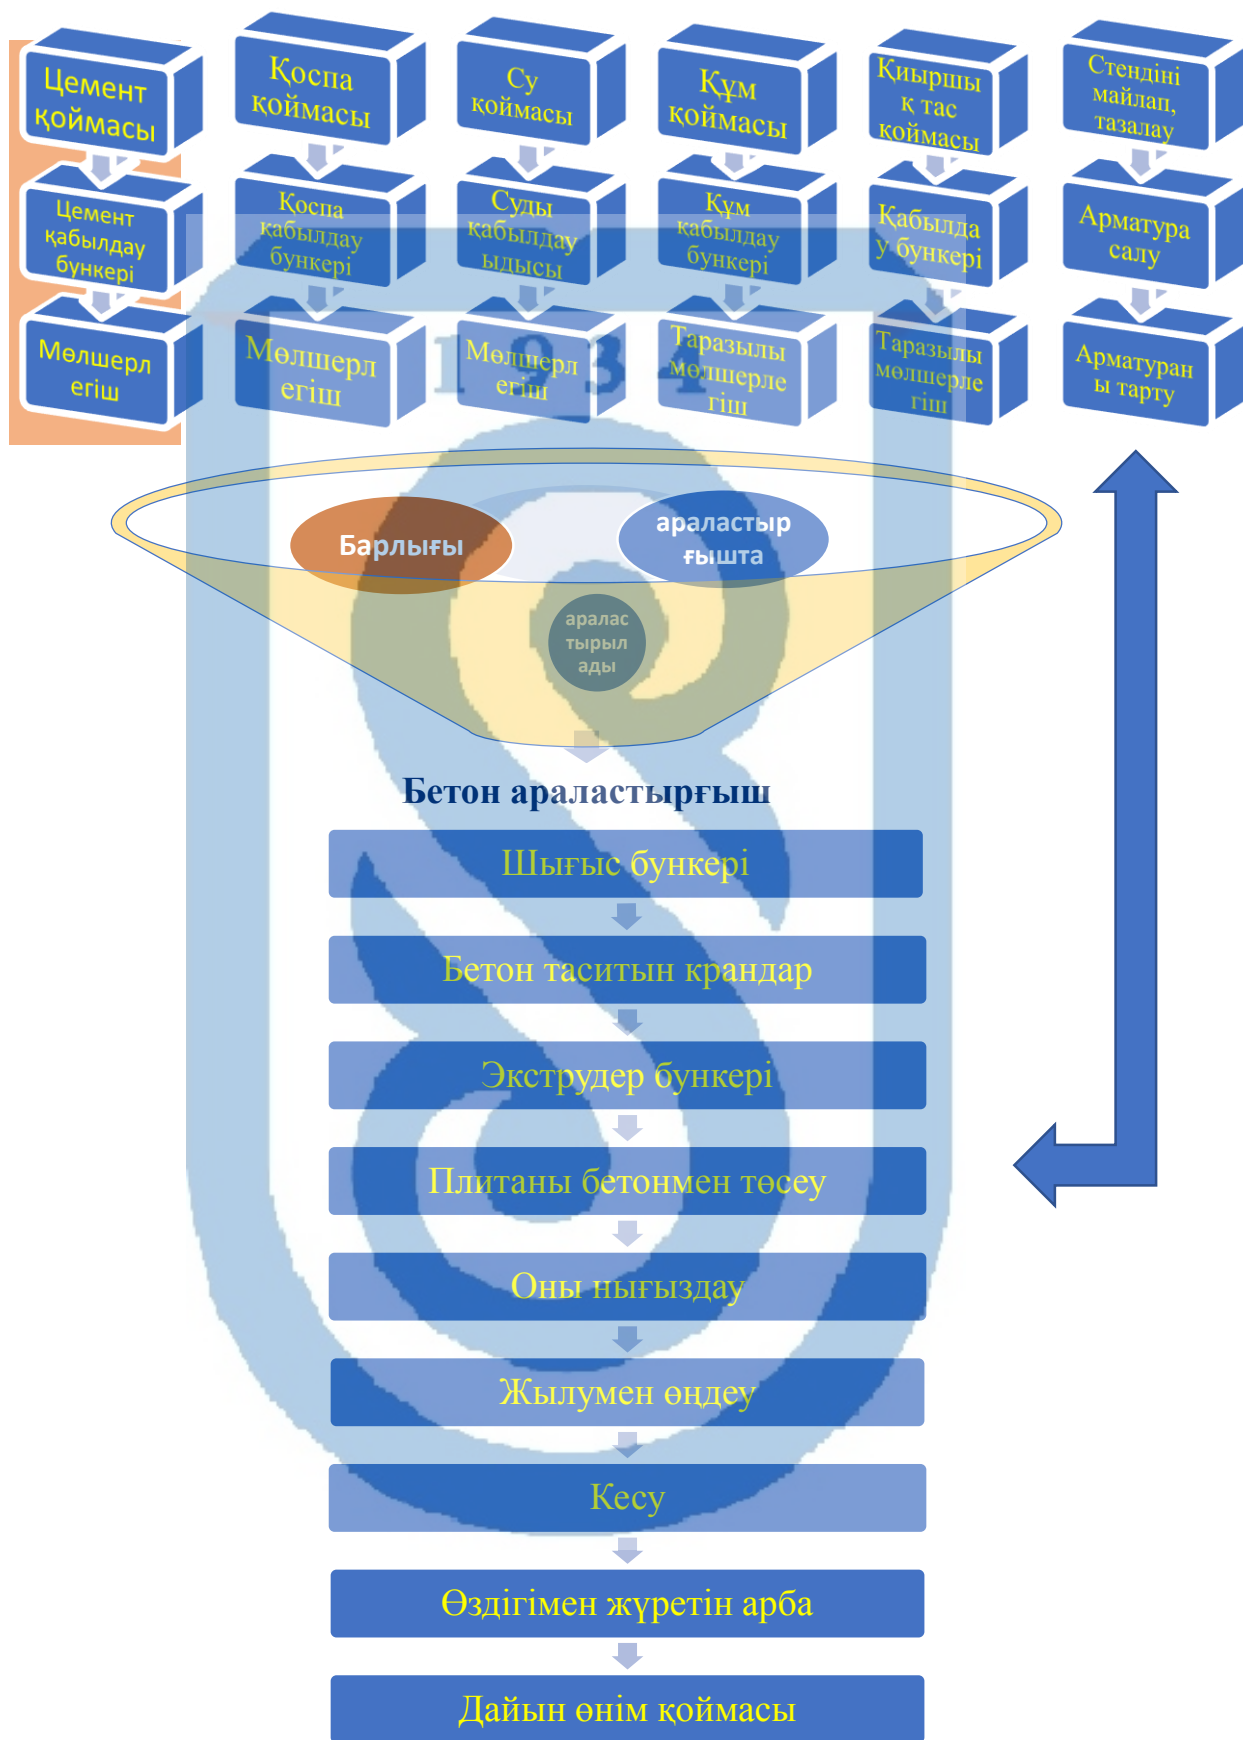 Цемент
қоймасы
Қоспа
қоймасы
Су
қоймасы
Құм
қоймасы
Қиыршы
қ тас
қоймасы
Стендіні
майлап,
тазалау
Цемент
қабылдау
бункері
Қоспа
қабылдау
бункері
Суды
қабылдау
ыдысы
Құм
қабылдау
бункері
Қабылда
у бункері
Арматура
салу
Мөлшерл
егіш
Мөлшерл
егіш
Мөлшерл
егіш
Таразылы
мөлшерле
гіш
Таразылы
мөлшерле
гіш
Арматуран
ы тарту
1934
Барлығы
араластыр
ғышта
аралас
тырыл
ады
Бетон араластырғыш
Шығыс бункері
Бетон таситын крандар
Экструдер бункері
Плитаны бетонмен төсеу
Оны нығыздау
Жылумен өңдеу
Кесу
Өздігімен жүретін арба
Дайын өнім қоймасы